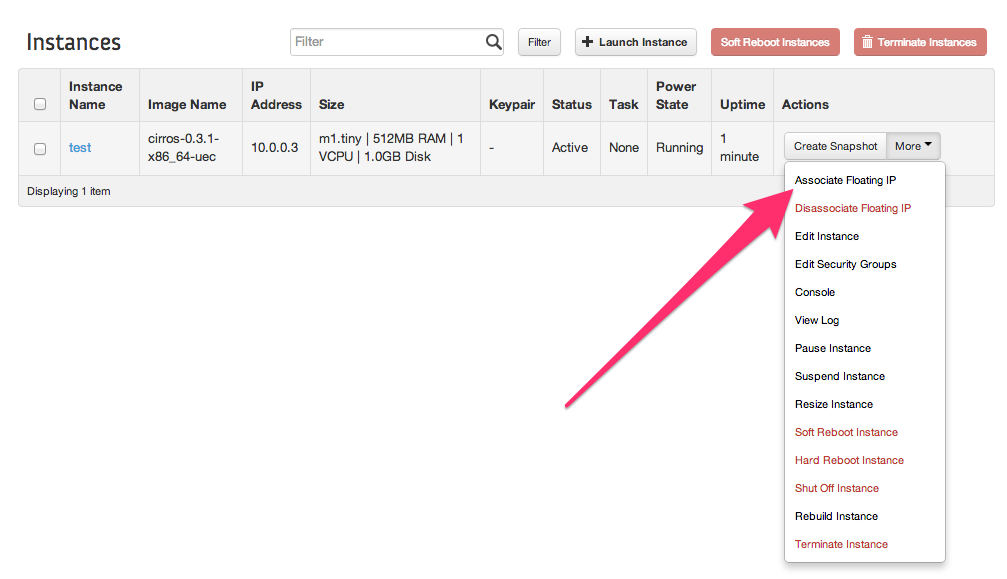 Instances
Filter
Filter
+ Launch Instance
Soft Reboot Instances
Terminate Instances
Instance Name
Image Name
IP Address
Size
Keypair
Status
Task
Power State
Uptime
Actions
test
cirros-0.3.1-
x86_64-uec
10.0.0.3
m1.tiny | 512MB RAM | 1
VCPU | 1.0GB Disk
-
Active
None
Running
1
minute
Create Snapshot
More
Displaying 1 item
Associate Floating IP
Disassociate Floating IP
Edit Instance
Edit Security Groups
Console
View Log
Pause Instance
Suspend Instance
Resize Instance
Soft Reboot Instance
Hard Reboot Instance
Shut Off Instance
Rebuild Instance
Terminate Instance